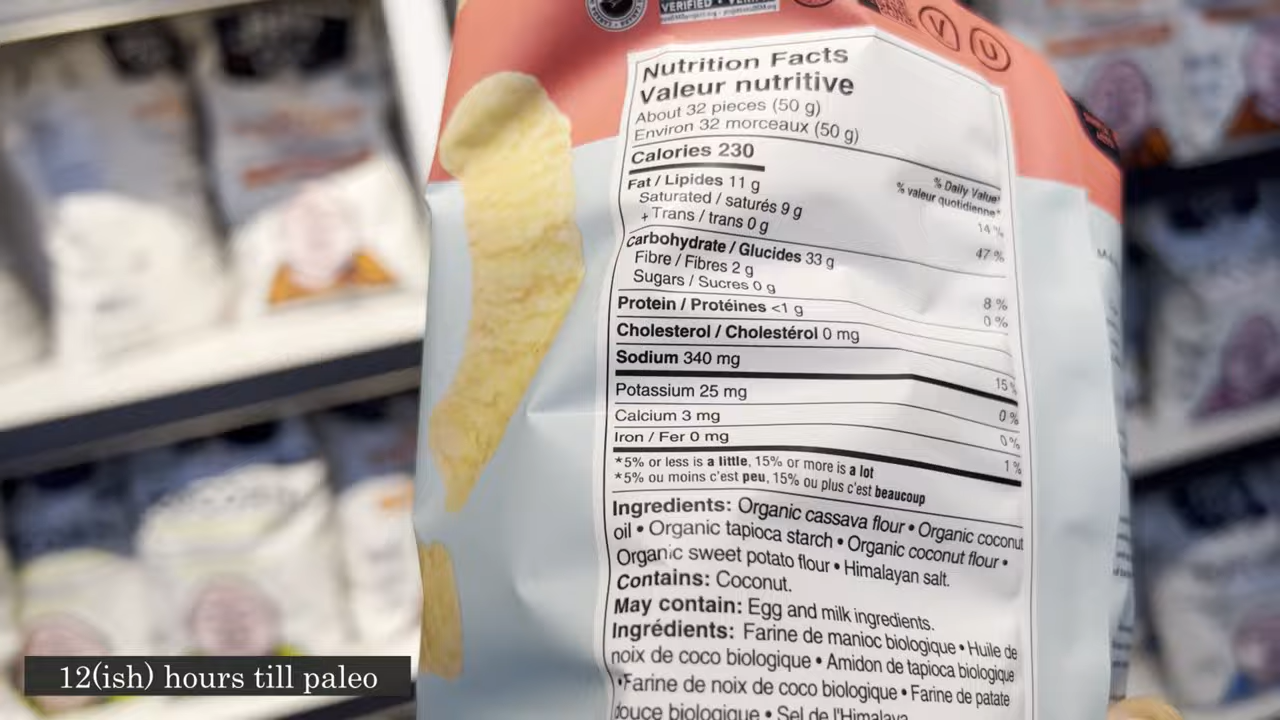 VERIFIED
V
U
Nutrition Facts
Valeur nutritive
About 32 pieces (50 g)
Environ 32 morceaux (50 g)
Calories 230
% Daily Value*
% valeur quotidienne*
Fat / Lipides 11 g 14 %
Saturated / saturés 9 g
+ Trans / trans 0 g 47 %
Carbohydrate / Glucides 33 g
Fibre / Fibres 2 g 8 %
Sugars / Sucres 0 g 0 %
Protein / Protéines <1 g
Cholesterol / Cholestérol 0 mg
Sodium 340 mg 15 %
Potassium 25 mg 0 %
Calcium 3 mg 0 %
Iron / Fer 0 mg 1 %
*5% or less is a little, 15% or more is a lot
*5% ou moins c'est peu, 15% ou plus c'est beaucoup
Ingredients: Organic cassava flour • Organic coconut
oil • Organic tapioca starch • Organic coconut flour •
Organic sweet potato flour • Himalayan salt.
Contains: Coconut.
May contain: Egg and milk ingredients.
Ingrédients: Farine de manioc biologique • Huile de
noix de coco biologique • Amidon de tapioca biologique
•Farine de noix de coco biologique • Farine de patate
douce biologique • Sel de l'Himalaya
12(ish) hours till paleo